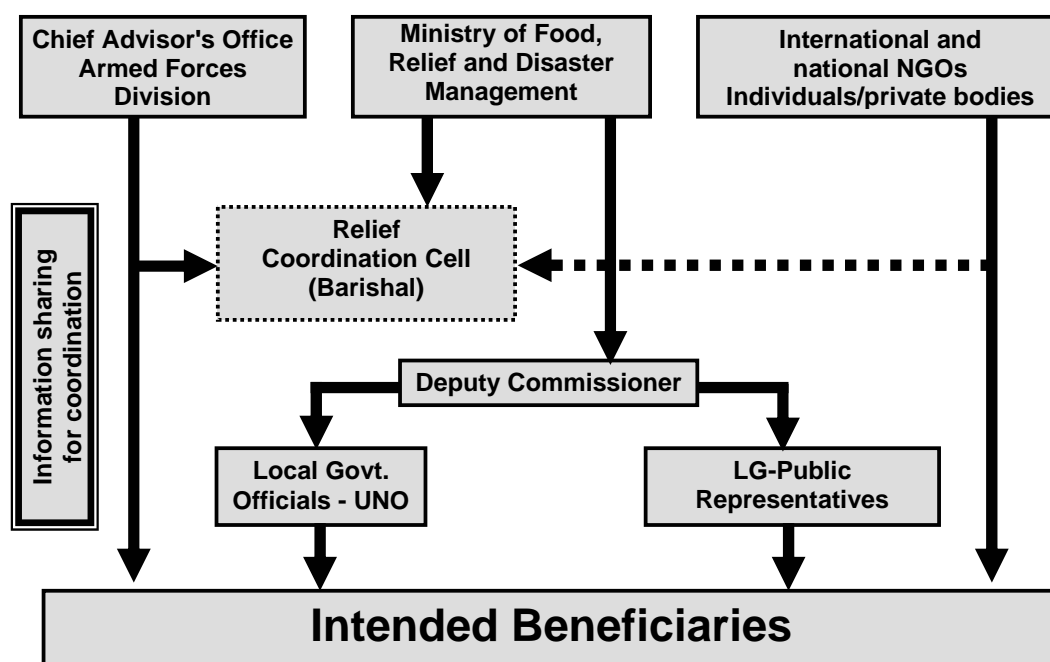 Chief Advisor's Office
Armed Forces
Division
Ministry of Food,
Relief and Disaster
Management
International and
national NGOs
Individuals/private bodies
Information sharing
for coordination
Relief
Coordination Cell
(Barishal)
Deputy Commissioner
Local Govt.
Officials - UNO
LG-Public
Representatives
Intended Beneficiaries